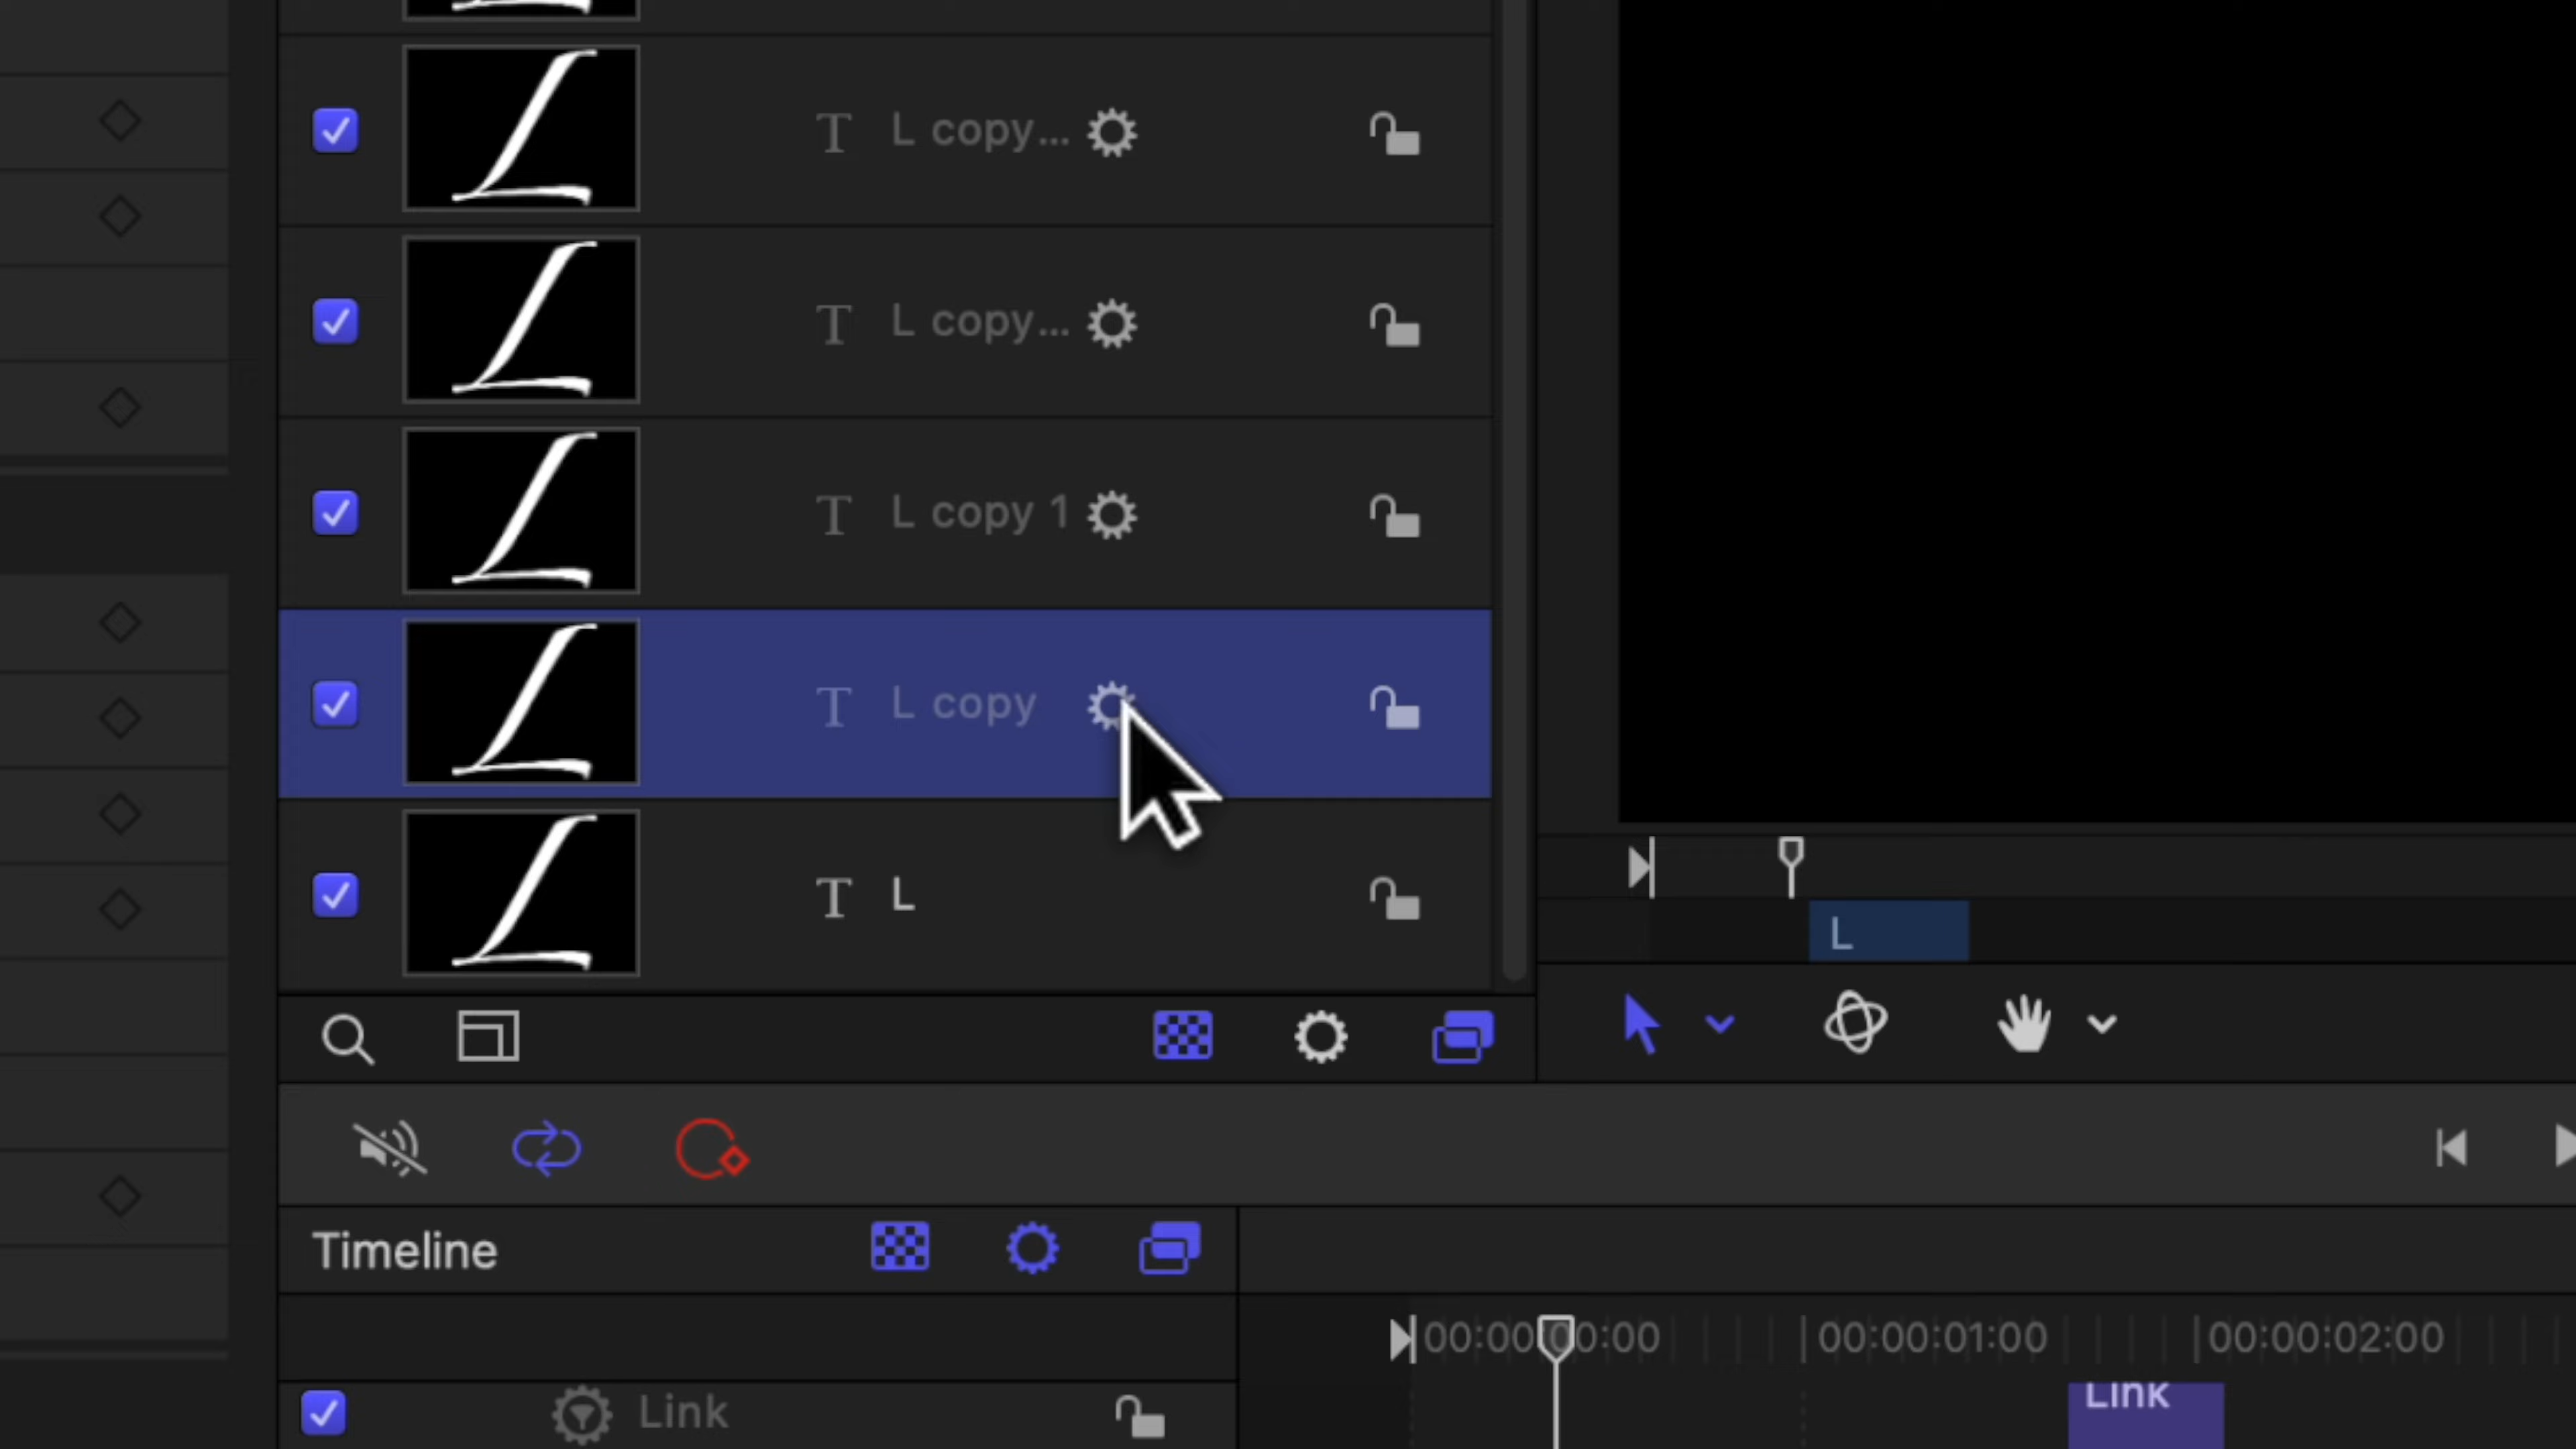 T L copy...
T L copy...
T L copy 1
T L copy
T L
L
Timeline
00:00:00:00
00:00:01:00
00:00:02:00
Link
Link